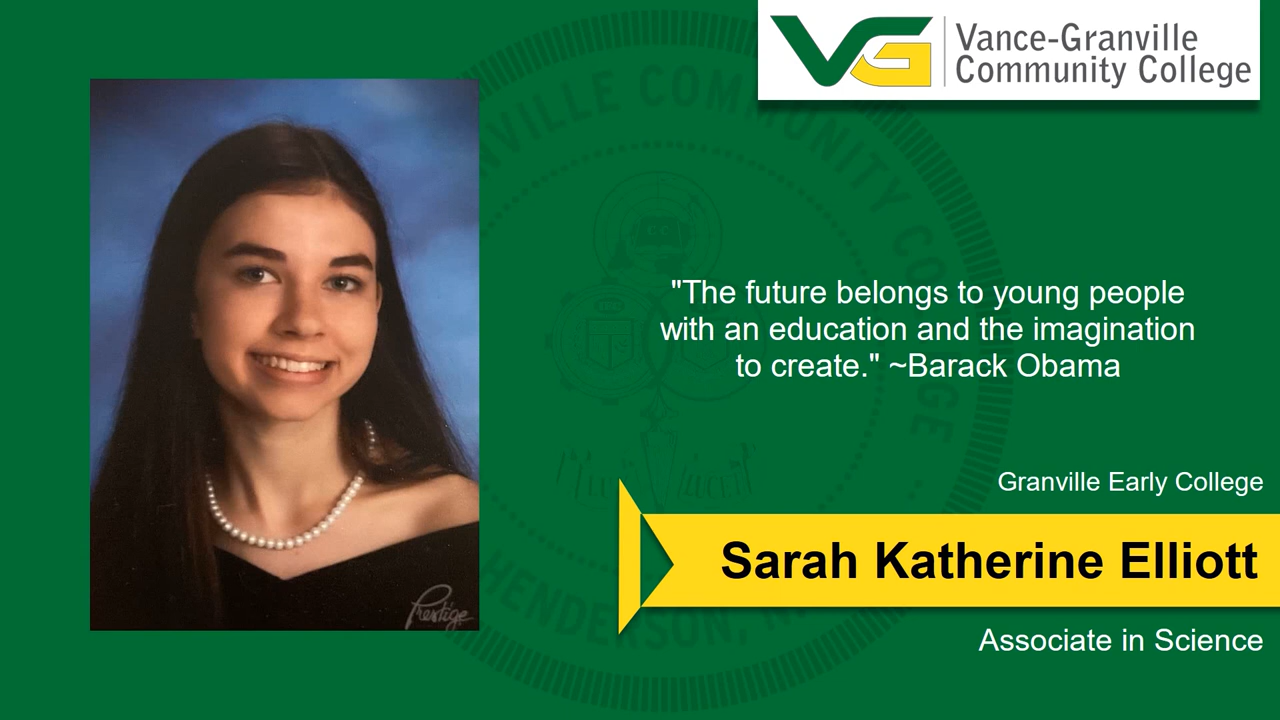 Vance-Granville
Community College
"The future belongs to young people
with an education and the imagination
to create." ~Barack Obama
Granville Early College
Sarah Katherine Elliott
Associate in Science
Prestige